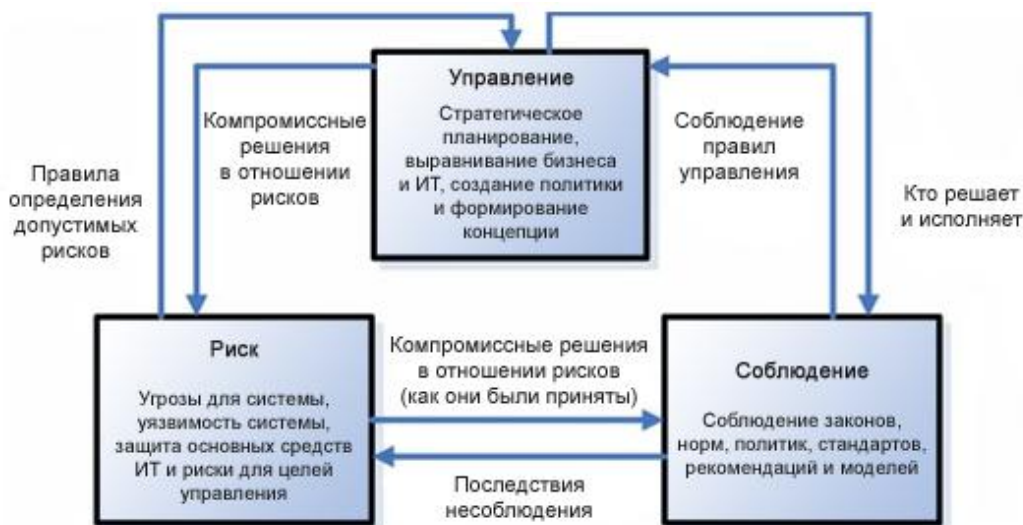 Управление
Стратегическое
планирование,
выравнивание бизнеса
и ИТ, создание политики
и формирование
концепции
Компромиссные
решения
в отношении
рисков
Соблюдение
правил
управления
Правила
определения
допустимых
рисков
Кто решает
и исполняет
Риск
Угрозы для системы,
уязвимость системы,
защита основных средств
ИТ и риски для целей
управления
Компромиссные решения
в отношении рисков
(как они были приняты)
Соблюдение
Соблюдение законов,
норм, политик, стандартов,
рекомендаций и моделей
Последствия
несоблюдения